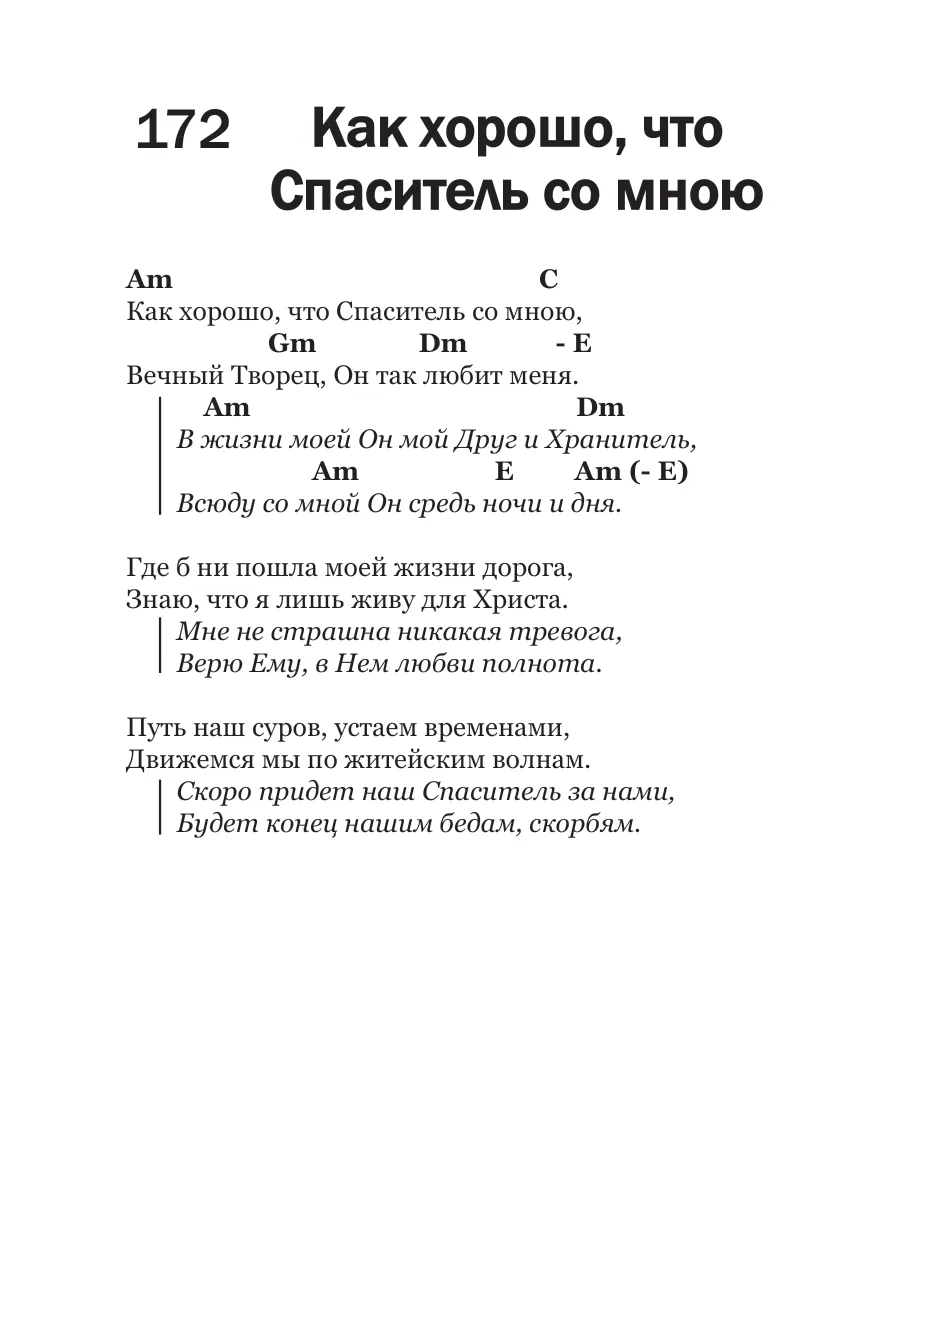 172 Как хорошо, что
Спаситель со мною
Am C
Как хорошо, что Спаситель со мною,
Gm Dm - E
Вечный Творец, Он так любит меня.
Am Dm
В жизни моей Он мой Друг и Хранитель,
Am E Am (- E)
Всюду со мной Он средь ночи и дня.
Где б ни пошла моей жизни дорога,
Знаю, что я лишь живу для Христа.
Мне не страшна никакая тревога,
Верю Ему, в Нем любви полнота.
Путь наш суров, устаем временами,
Движемся мы по житейским волнам.
Скоро придет наш Спаситель за нами,
Будет конец нашим бедам, скорбям.